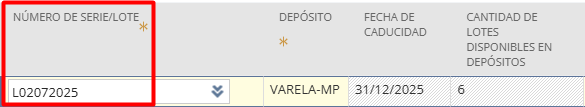 NÚMERO DE SERIE/LOTE
*
DEPÓSITO
*
FECHA DE
CADUCIDAD
CANTIDAD DE
LOTES
DISPONIBLES EN
DEPÓSITOS
L02072025
VARELA-MP
31/12/2025
6